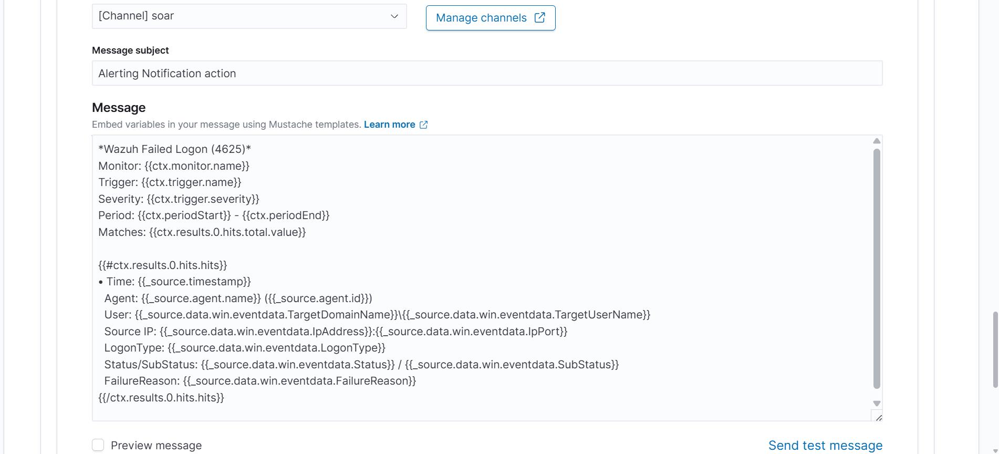 [Channel] soar
Manage channels
Message subject
Alerting Notification action
Message
Embed variables in your message using Mustache templates. Learn more
*Wazuh Failed Logon (4625)*
Monitor: {{ctx.monitor.name}}
Trigger: {{ctx.trigger.name}}
Severity: {{ctx.trigger.severity}}
Period: {{ctx.periodStart}} - {{ctx.periodEnd}}
Matches: {{ctx.results.0.hits.total.value}}
{{#ctx.results.0.hits.hits}}
• Time: {{_source.timestamp}}
Agent: {{_source.agent.name}} ({{_source.agent.id}})
User: {{_source.data.win.eventdata.TargetDomainName}}\{{_source.data.win.eventdata.TargetUserName}}
Source IP: {{_source.data.win.eventdata.IpAddress}}:{{_source.data.win.eventdata.IpPort}}
LogonType: {{_source.data.win.eventdata.LogonType}}
Status/SubStatus: {{_source.data.win.eventdata.Status}} / {{_source.data.win.eventdata.SubStatus}}
FailureReason: {{_source.data.win.eventdata.FailureReason}}
{{/ctx.results.0.hits.hits}}
Preview message
Send test message